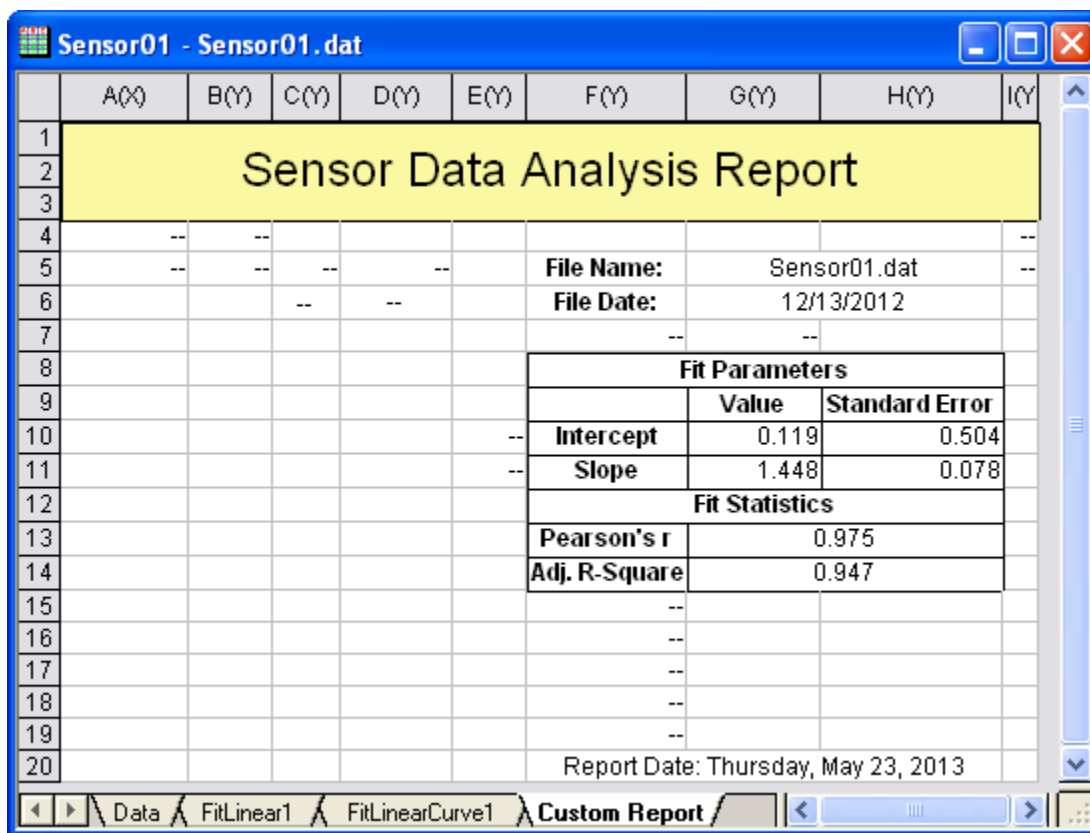 Sensor01 - Sensor01.dat
A(X) B(Y) C(Y) D(Y) E(Y) F(Y) G(Y) H(Y) I(Y
1
2 Sensor Data Analysis Report
3
4 -- -- --
5 -- -- -- -- File Name: Sensor01.dat --
6 -- -- File Date: 12/13/2012
7 -- --
8 Fit Parameters
9 Value Standard Error
10 -- Intercept 0.119 0.504
11 -- Slope 1.448 0.078
12 Fit Statistics
13 Pearson's r 0.975
14 Adj. R-Square 0.947
15 --
16 --
17 --
18 --
19 --
20 Report Date: Thursday, May 23, 2013
Data FitLinear1 FitLinearCurve1 Custom Report